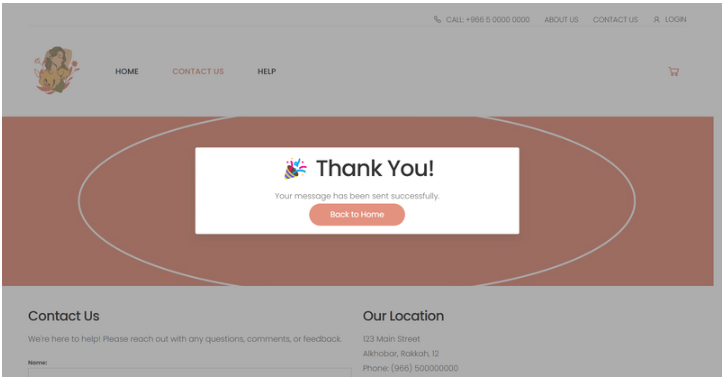 CALL: +966 5 0000 0000 ABOUT US CONTACT US LOGIN
HOME CONTACT US HELP
🎉 Thank You!
Your message has been sent successfully.
Back to Home
Contact Us
We're here to help! Please reach out with any questions, comments, or feedback.
Name:
Our Location
123 Main Street
Alkhobar, Rakkah, 12
Phone: (966) 500000000